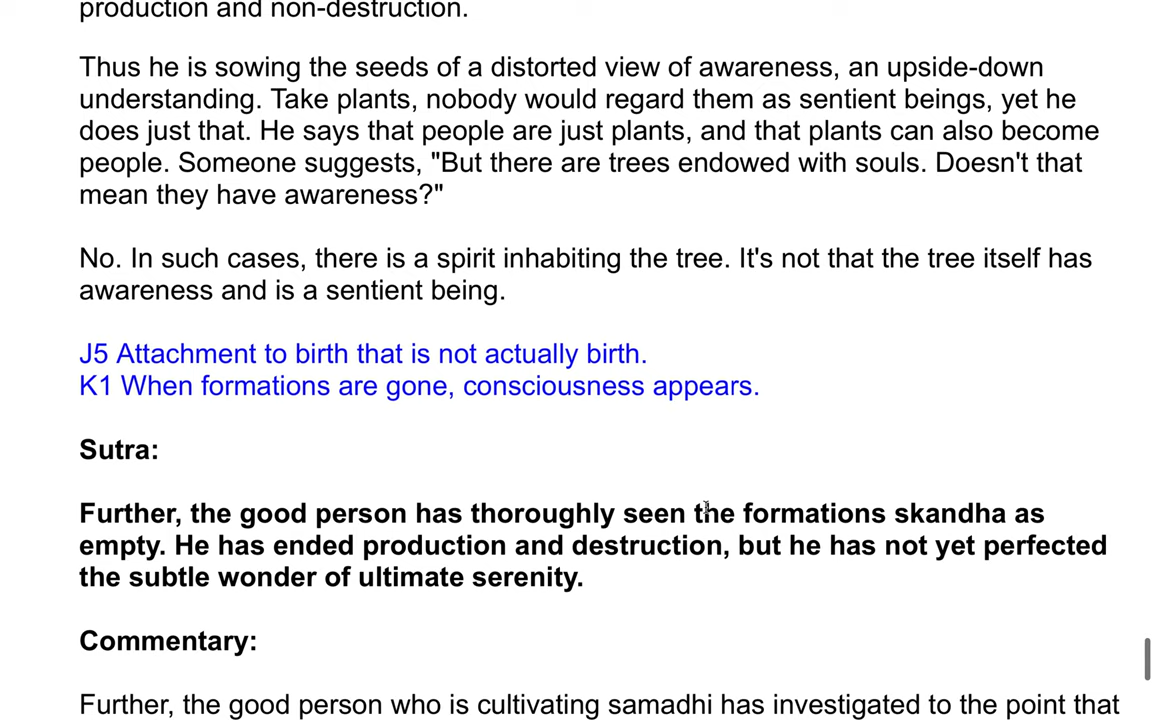 production and non-destruction.
Thus he is sowing the seeds of a distorted view of awareness, an upside-down
understanding. Take plants, nobody would regard them as sentient beings, yet he
does just that. He says that people are just plants, and that plants can also become
people. Someone suggests, "But there are trees endowed with souls. Doesn't that
mean they have awareness?"
No. In such cases, there is a spirit inhabiting the tree. It's not that the tree itself has
awareness and is a sentient being.
J5 Attachment to birth that is not actually birth.
K1 When formations are gone, consciousness appears.
Sutra:
Further, the good person has thoroughly seen the formations skandha as
empty. He has ended production and destruction, but he has not yet perfected
the subtle wonder of ultimate serenity.
Commentary:
Further, the good person who is cultivating samadhi has investigated to the point that